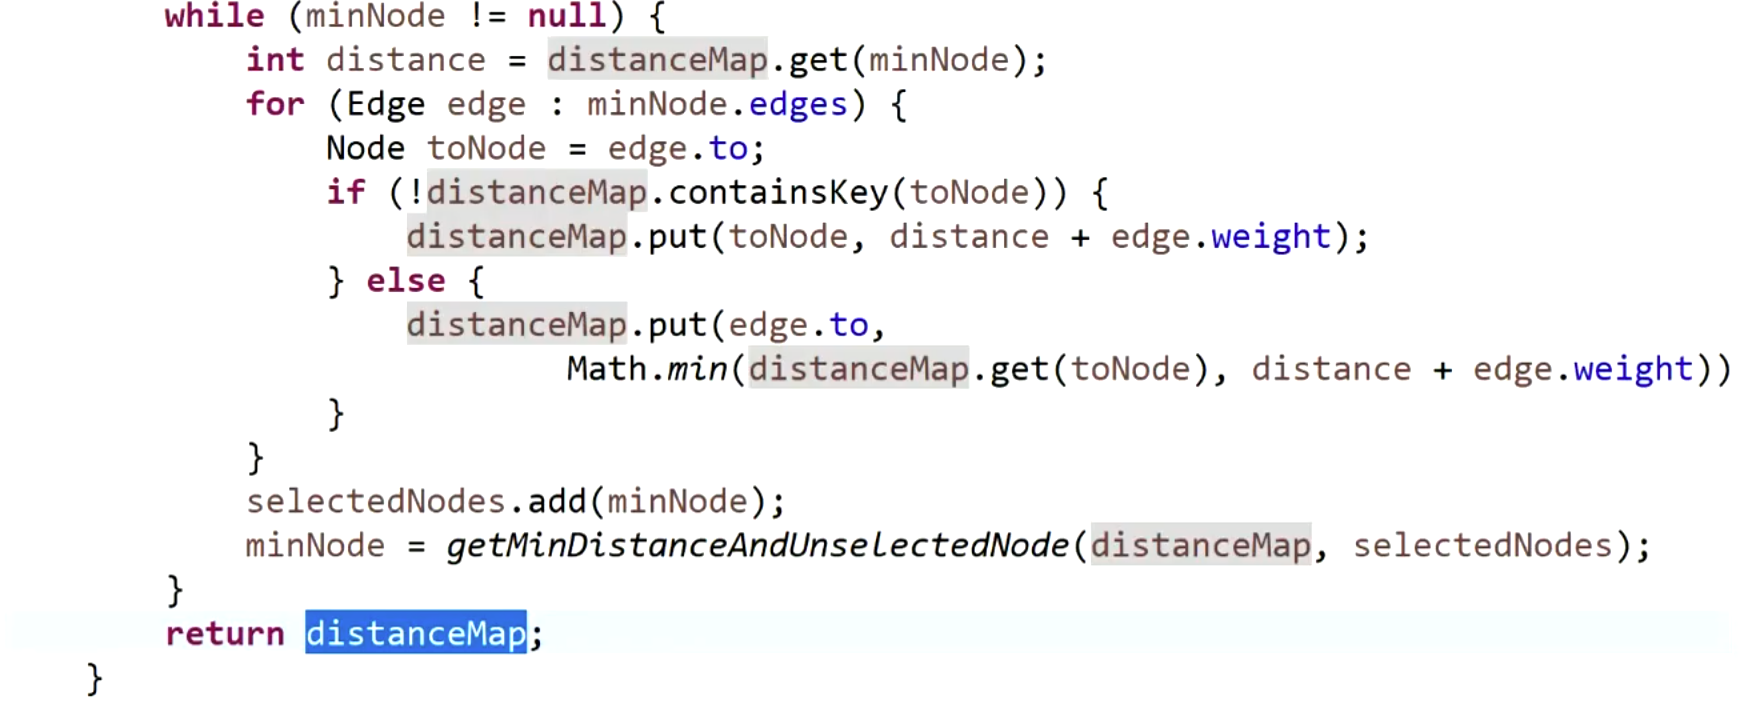 while (minNode != null) {
int distance = distanceMap.get(minNode);
for (Edge edge : minNode.edges) {
Node toNode = edge.to;
if (!distanceMap.containsKey(toNode)) {
distanceMap.put(toNode, distance + edge.weight);
} else {
distanceMap.put(edge.to,
Math.min(distanceMap.get(toNode), distance + edge.weight))
}
}
selectedNodes.add(minNode);
minNode = getMinDistanceAndUnselectedNode(distanceMap, selectedNodes);
}
return distanceMap;
}